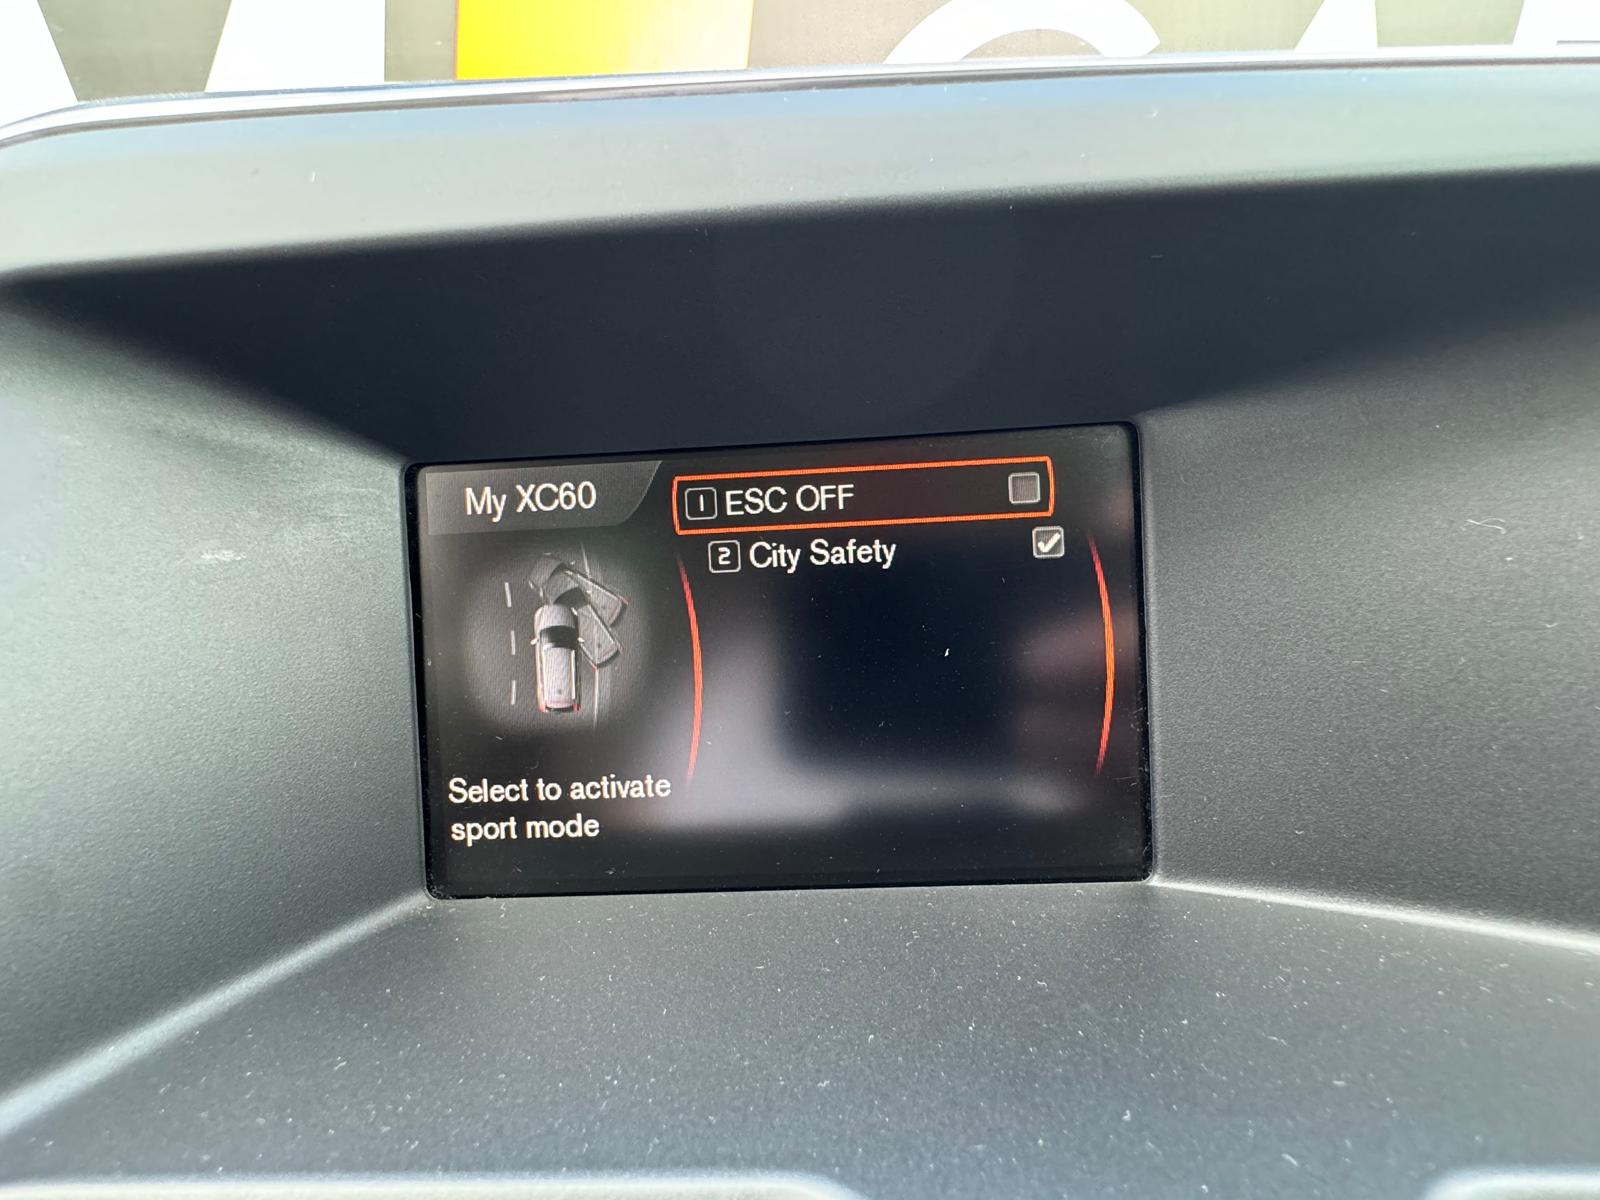 My XC60
1 ESC OFF
2 City Safety
Select to activate
sport mode